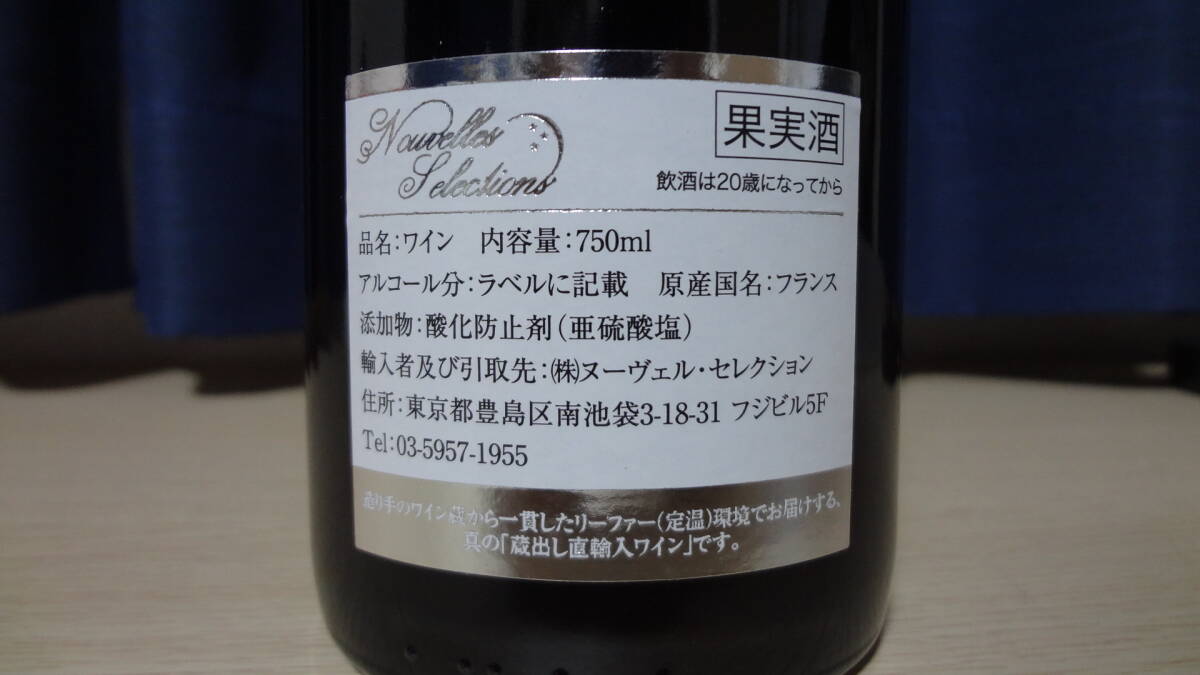 Nouvelles
Selections
果実酒
飲酒は20歳になってから
品名：ワイン　内容量：750ml
アルコール分：ラベルに記載　原産国名：フランス
添加物：酸化防止剤（亜硫酸塩）
輸入者及び引取先：㈱ヌーヴェル・セレクション
住所：東京都豊島区南池袋3-18-31 フジビル5F
Tel：03-5957-1955
造り手のワイン蔵から一貫したリーファー（定温）環境でお届けする、
真の「蔵出し直輸入ワイン」です。